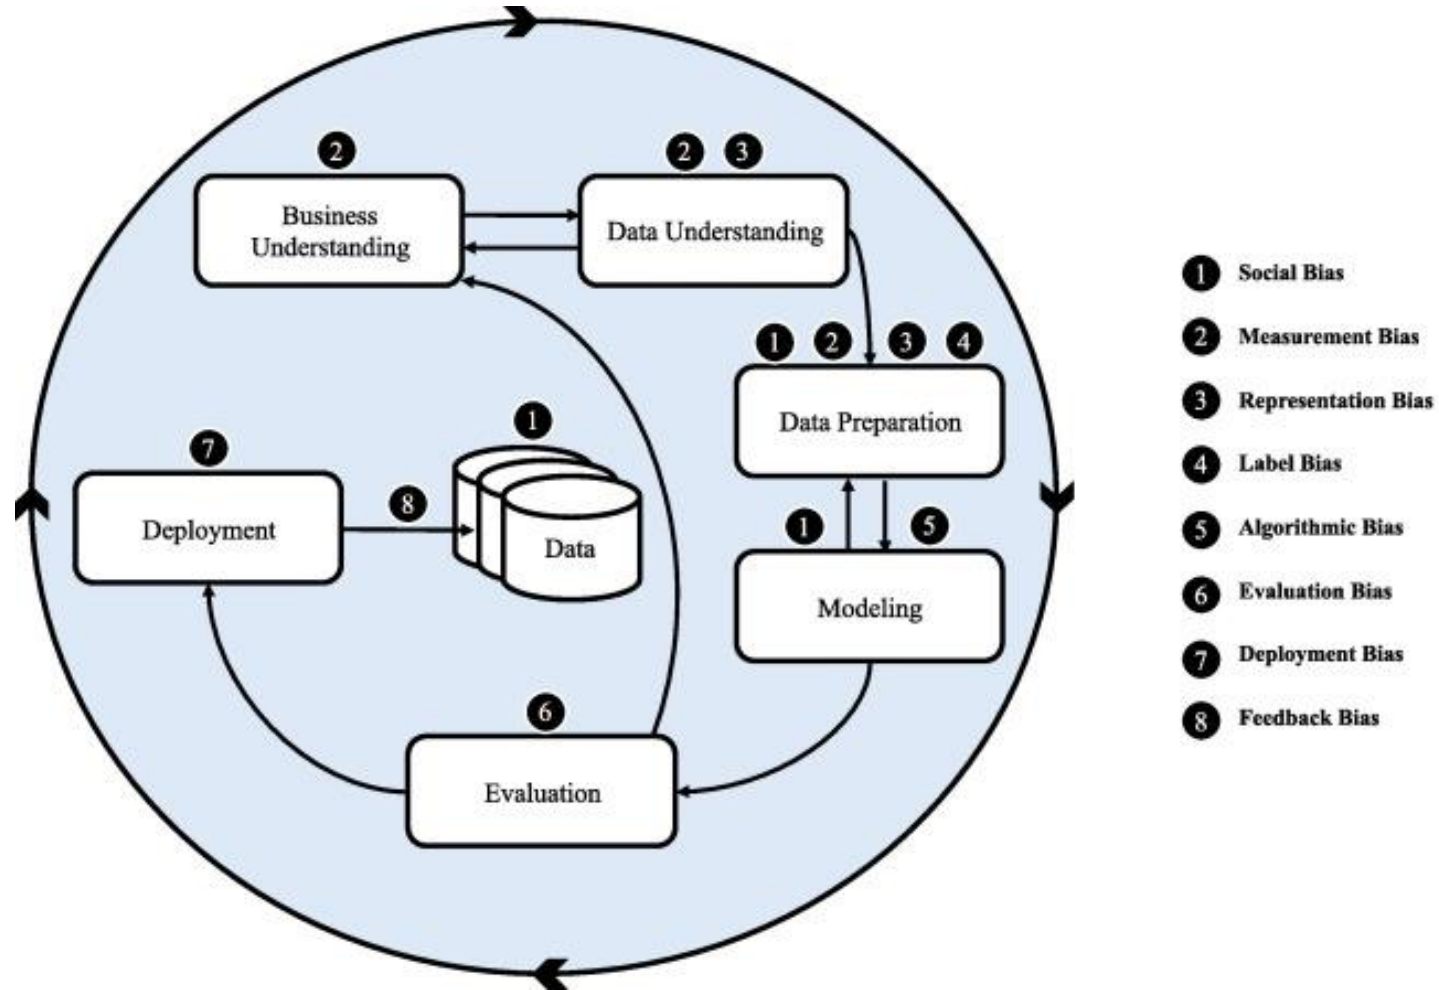 2
2 3
Business
Understanding
Data Understanding
1 2 3 4
Data Preparation
1
7
8
Deployment
Data
1 5
Modeling
6
Evaluation
1 Social Bias
2 Measurement Bias
3 Representation Bias
4 Label Bias
5 Algorithmic Bias
6 Evaluation Bias
7 Deployment Bias
8 Feedback Bias